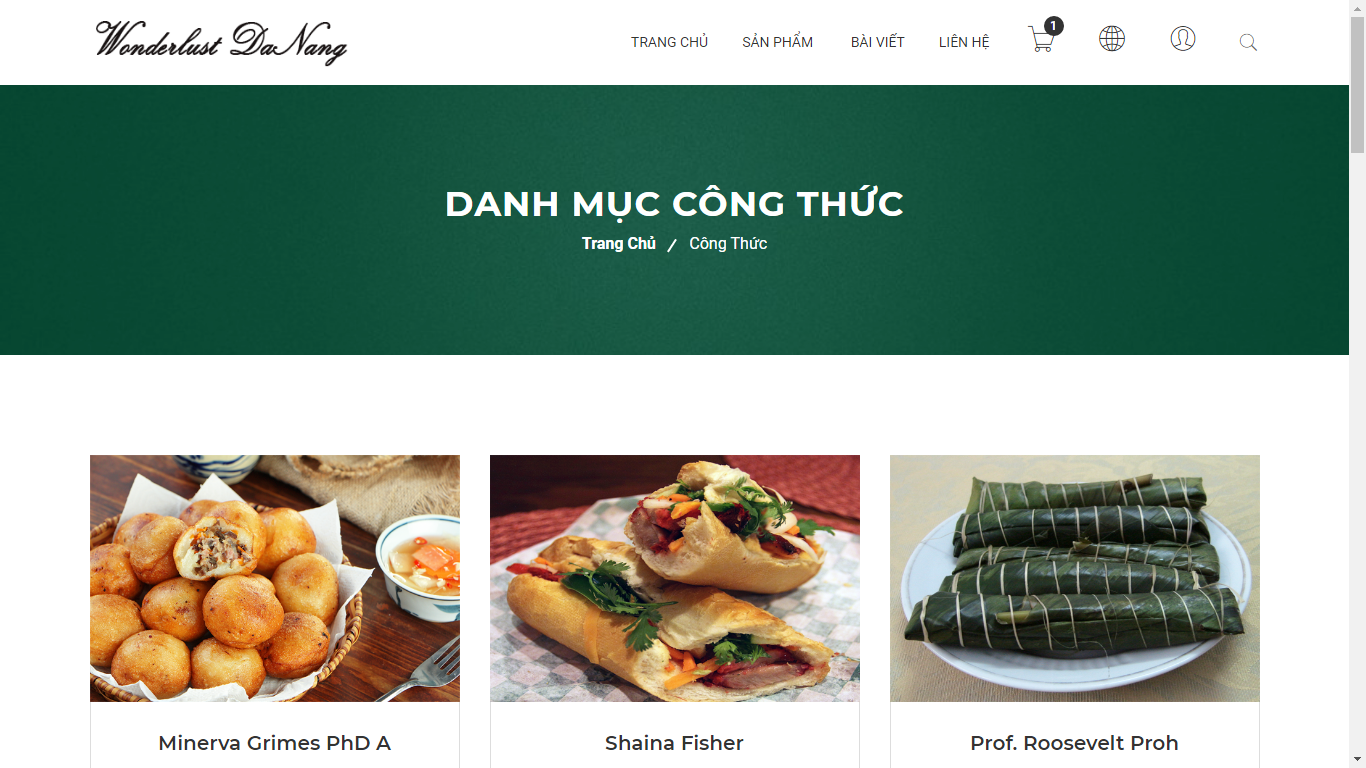 Wonderlust DaNang
TRANG CHỦ SẢN PHẨM BÀI VIẾT LIÊN HỆ 1
DANH MỤC CÔNG THỨC
Trang Chủ / Công Thức
Minerva Grimes PhD A Shaina Fisher Prof. Roosevelt Proh